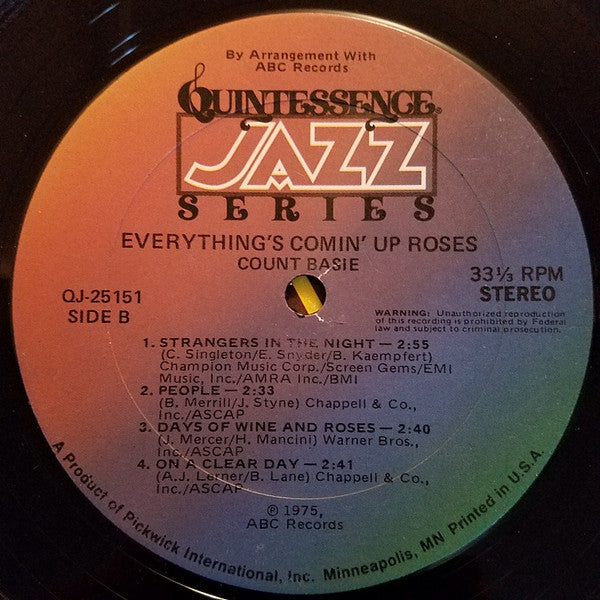 By Arrangement With
ABC Records
QUINTESSENCE®
JAZZ
SERIES
EVERYTHING'S COMIN' UP ROSES
COUNT BASIE
QJ-25151
SIDE B
33⅓ RPM
STEREO
WARNING: Unauthorized reproduction
of this recording is prohibited by Federal
law and subject to criminal prosecution.
1. STRANGERS IN THE NIGHT — 2:55
(C. Singleton/E. Snyder/B. Kaempfert)
Champion Music Corp./Screen Gems/EMI
Music, Inc./AMRA Inc./BMI
2. PEOPLE — 2:33
(B. Merrill/J. Styne) Chappell & Co.,
Inc./ASCAP
3. DAYS OF WINE AND ROSES — 2:40
(J. Mercer/H. Mancini) Warner Bros.,
Inc./ASCAP
4. ON A CLEAR DAY — 2:41
(A.J. Lerner/B. Lane) Chappell & Co.,
Inc./ASCAP
℗ 1975,
ABC Records
A Product of Pickwick International, Inc. Minneapolis, MN Printed in U.S.A.